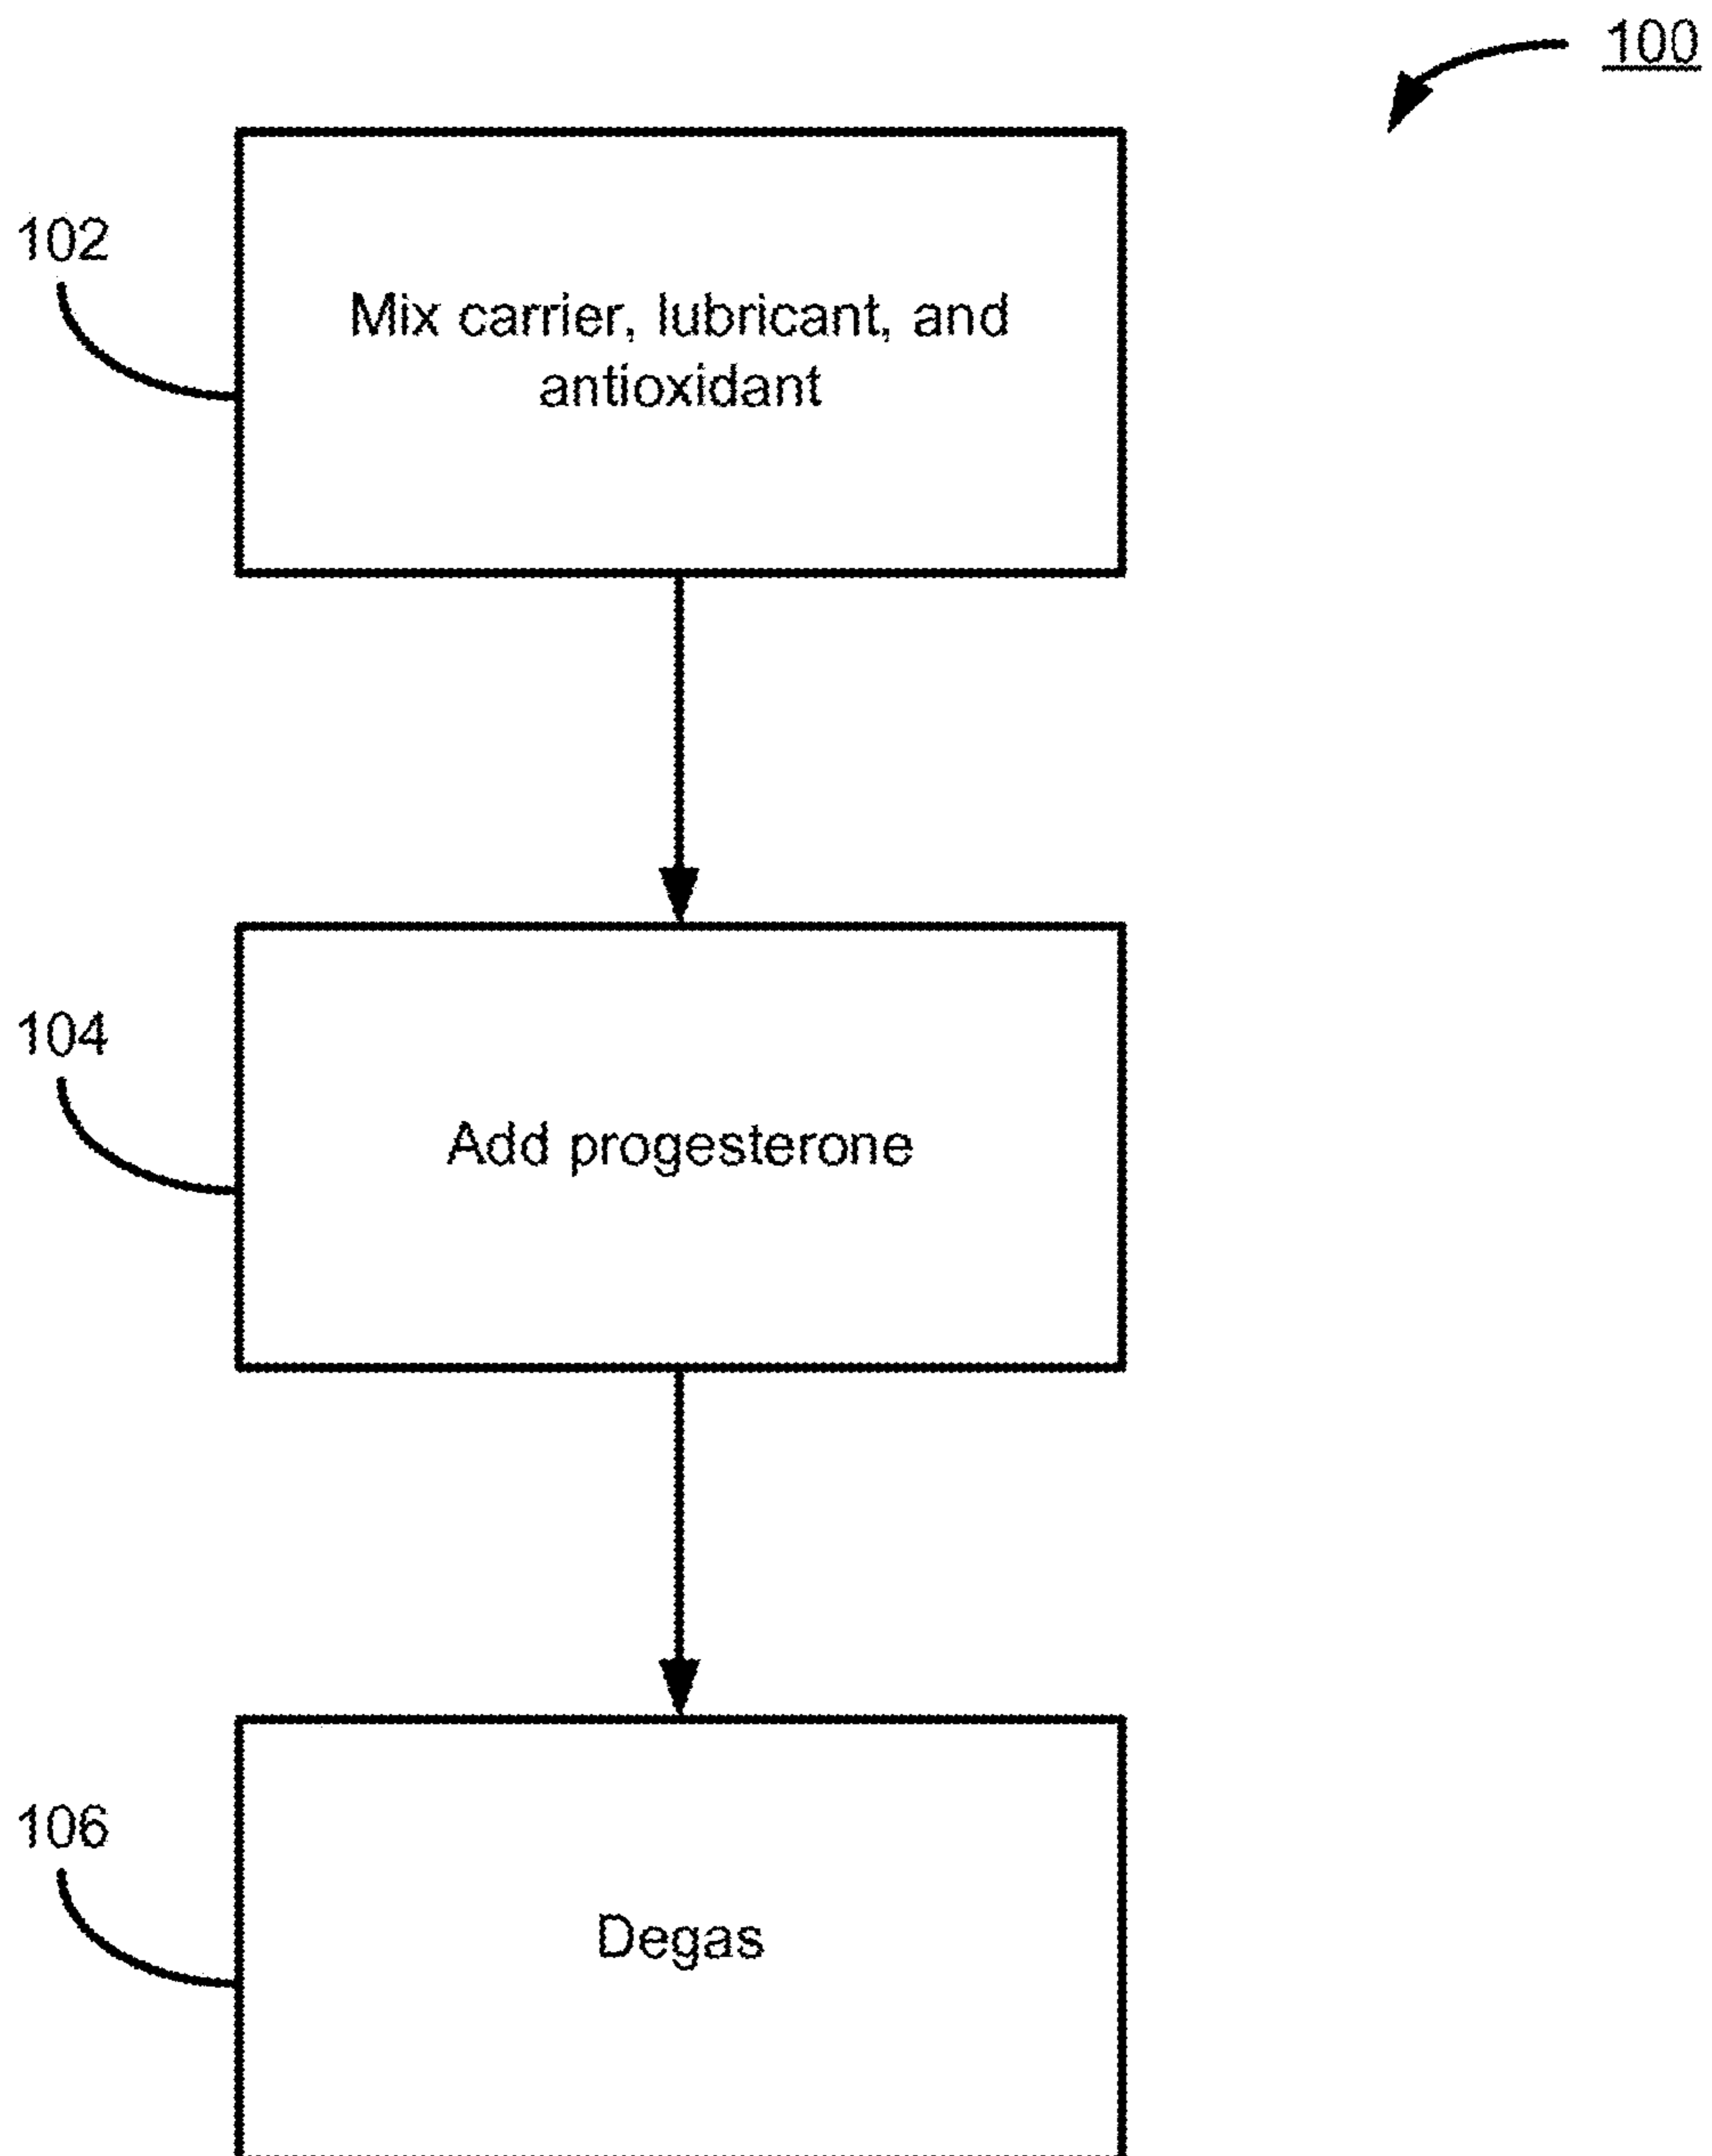 100
102
Mix carrier, lubricant, and
antioxidant
104
Add progesterone
106
Degas